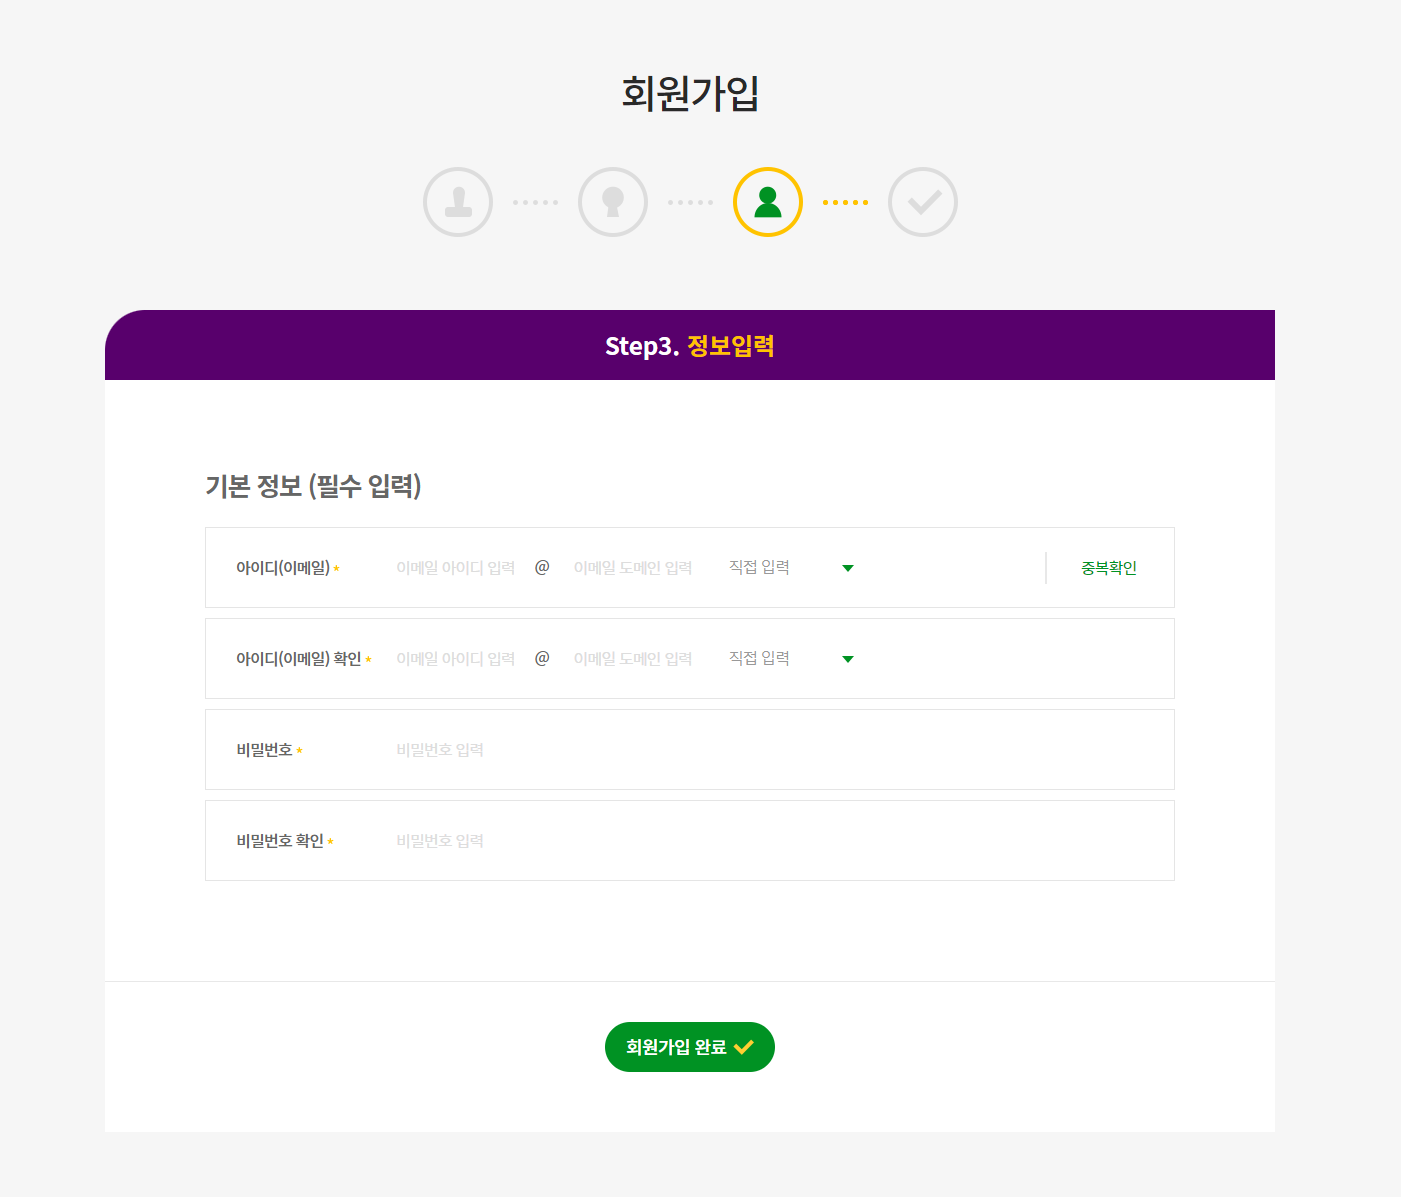 회원가입
Step3. 정보입력
기본 정보 (필수 입력)
아이디(이메일) * 이메일 아이디 입력 @ 이메일 도메인 입력 직접 입력 중복확인
아이디(이메일) 확인 * 이메일 아이디 입력 @ 이메일 도메인 입력 직접 입력
비밀번호 * 비밀번호 입력
비밀번호 확인 * 비밀번호 입력
회원가입 완료